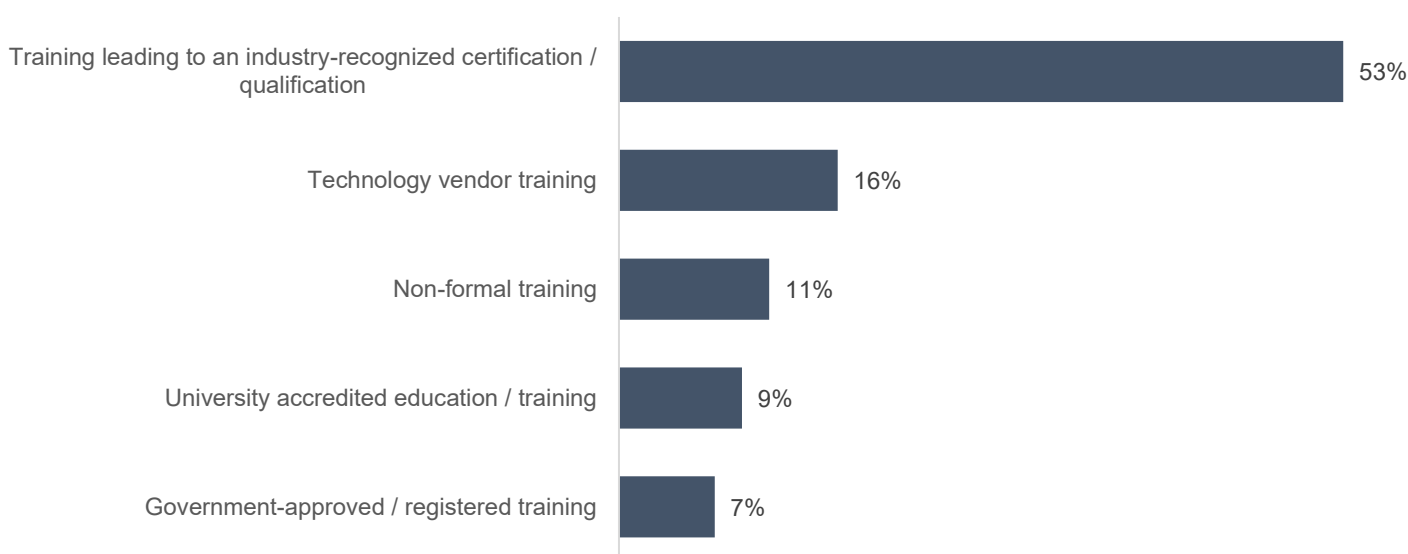 Training leading to an industry-recognized certification /
qualification
53%
Technology vendor training
16%
Non-formal training
11%
University accredited education / training
9%
Government-approved / registered training
7%